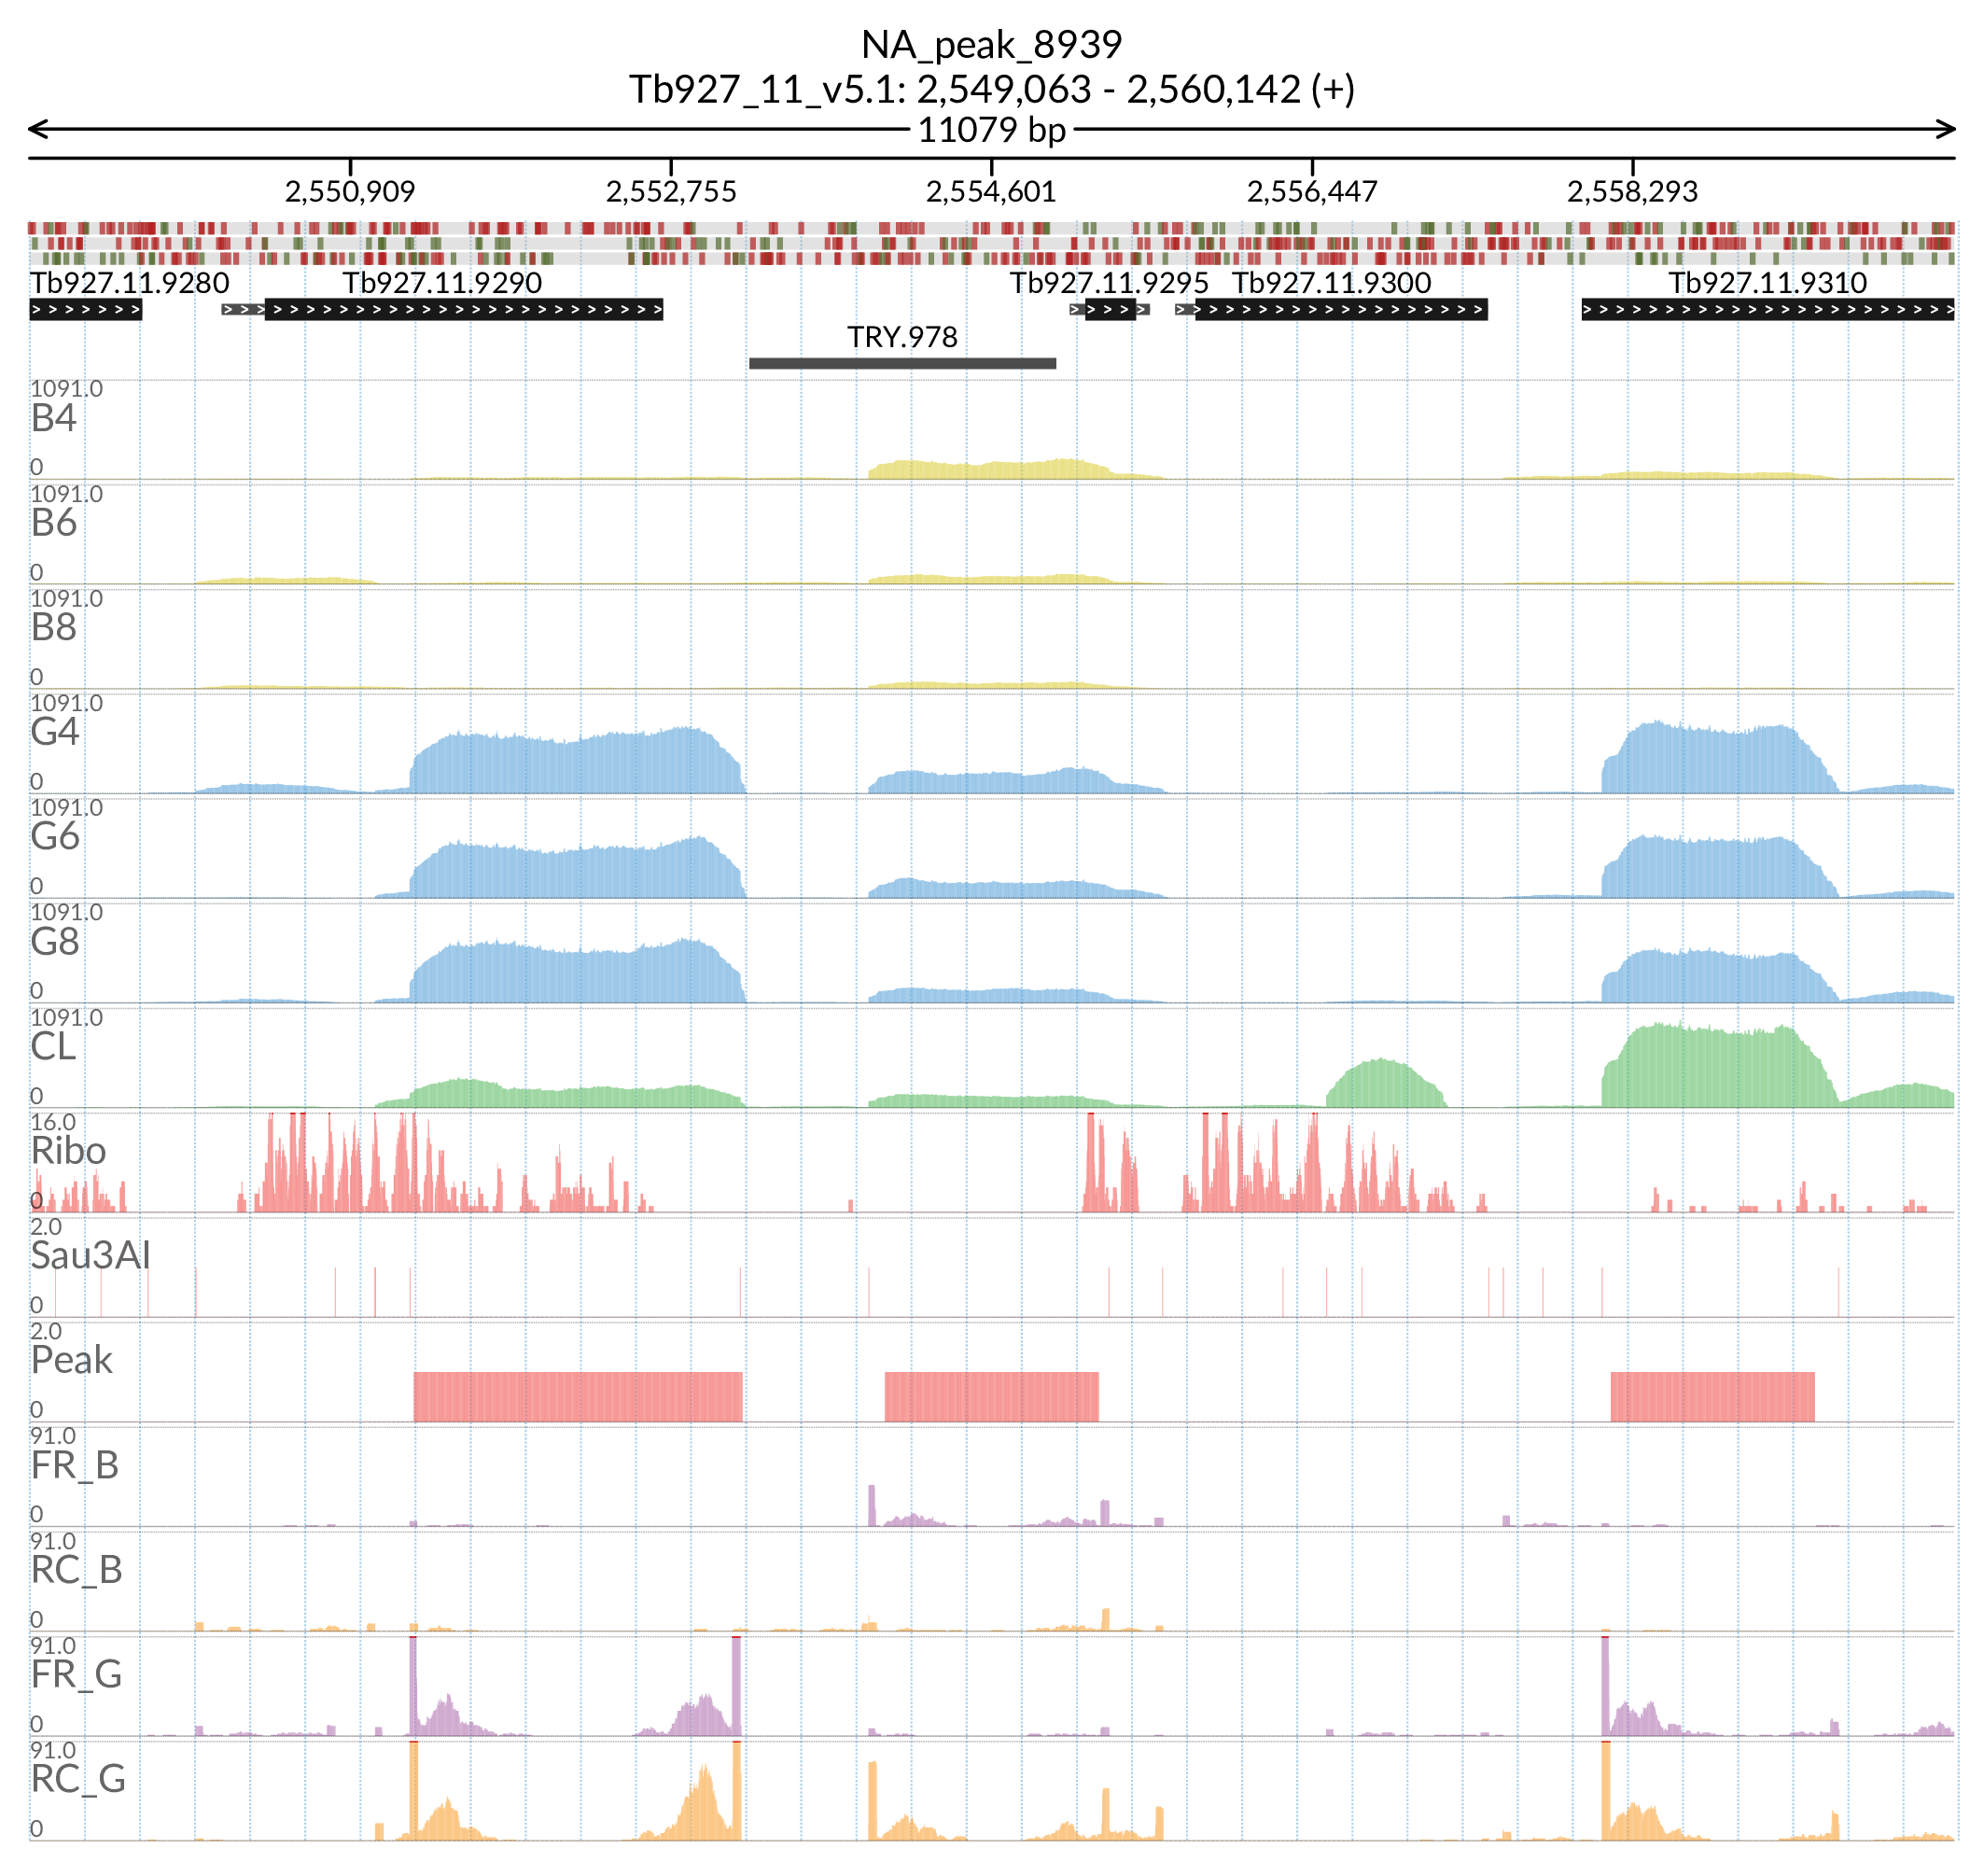 NA_peak_8939
Tb927_11_v5.1: 2,549,063 - 2,560,142 (+)
11079 bp
2,550,909 2,552,755 2,554,601 2,556,447 2,558,293
Tb927.11.9280 Tb927.11.9290 Tb927.11.9295 Tb927.11.9300 Tb927.11.9310
TRY.978
1091.0
B4
0
1091.0
B6
0
1091.0
B8
0
1091.0
G4
0
1091.0
G6
0
1091.0
G8
0
1091.0
CL
0
16.0
Ribo
0
2.0
Sau3AI
0
2.0
Peak
0
91.0
FR_B
0
91.0
RC_B
0
91.0
FR_G
0
91.0
RC_G
0